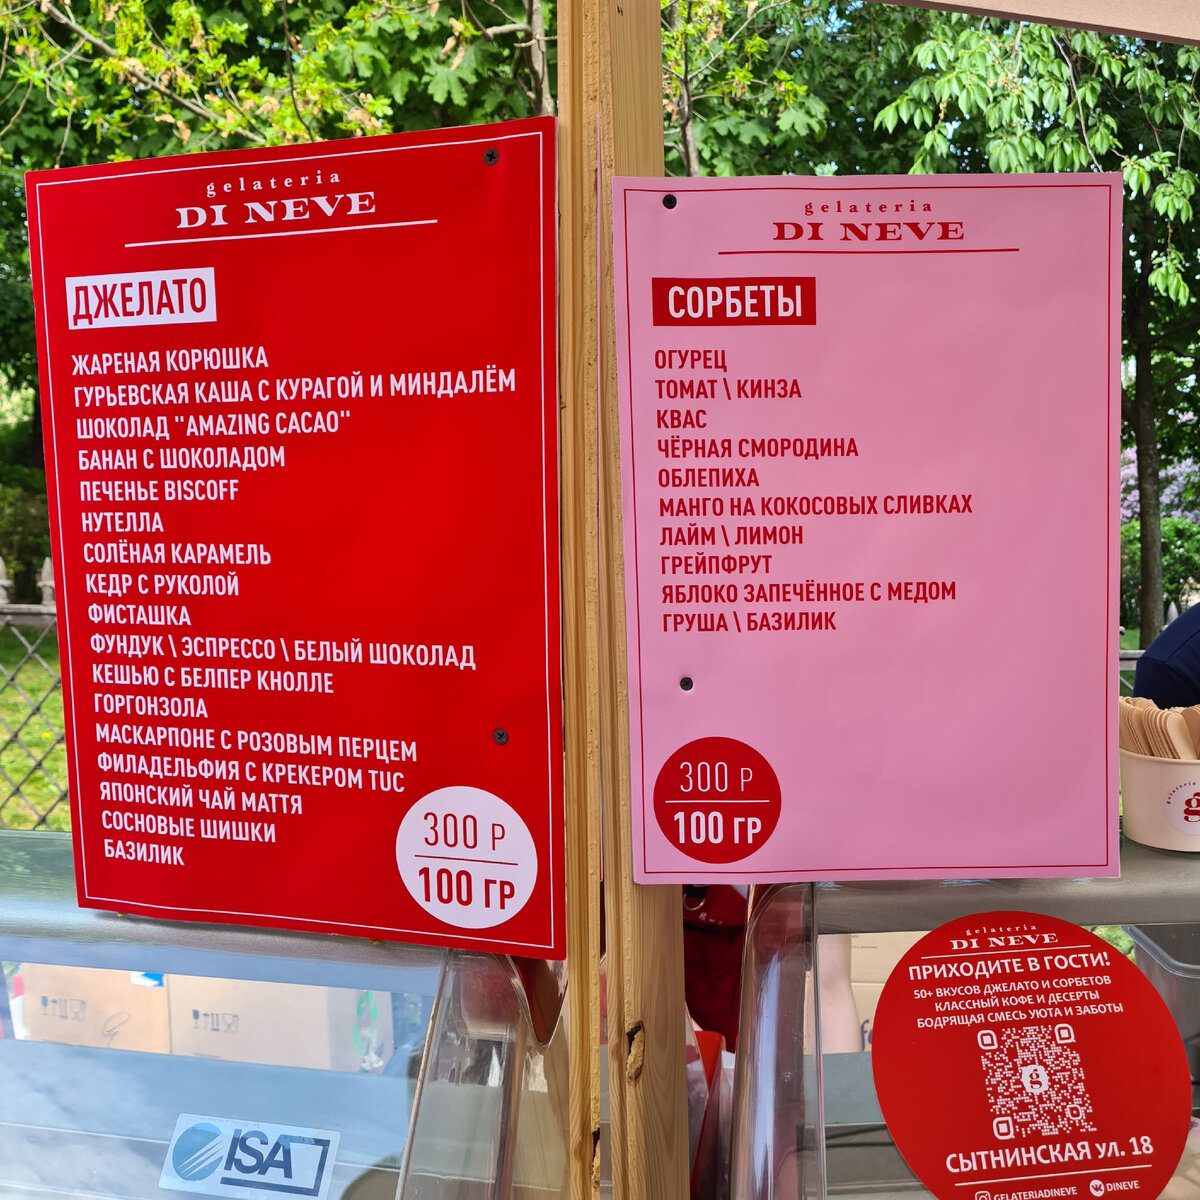 gelateria
DI NEVE
ДЖЕЛАТО
ЖАРЕНАЯ КОРЮШКА
ГУРЬЕВСКАЯ КАША С КУРАГОЙ И МИНДАЛЁМ
ШОКОЛАД "AMAZING CACAO"
БАНАН С ШОКОЛАДОМ
ПЕЧЕНЬЕ BISCOFF
НУТЕЛЛА
СОЛЁНАЯ КАРАМЕЛЬ
КЕДР С РУКОЛОЙ
ФИСТАШКА
ФУНДУК \ ЭСПРЕССО \ БЕЛЫЙ ШОКОЛАД
КЕШЬЮ С БЕЛПЕР КНОЛЛЕ
ГОРГОНЗОЛА
МАСКАРПОНЕ С РОЗОВЫМ ПЕРЦЕМ
ФИЛАДЕЛЬФИЯ С КРЕКЕРОМ TUC
ЯПОНСКИЙ ЧАЙ МАТТЯ
СОСНОВЫЕ ШИШКИ
БАЗИЛИК
300 Р
100 ГР
gelateria
DI NEVE
СОРБЕТЫ
ОГУРЕЦ
ТОМАТ \ КИНЗА
КВАС
ЧЁРНАЯ СМОРОДИНА
ОБЛЕПИХА
МАНГО НА КОКОСОВЫХ СЛИВКАХ
ЛАЙМ \ ЛИМОН
ГРЕЙПФРУТ
ЯБЛОКО ЗАПЕЧЁННОЕ С МЕДОМ
ГРУША \ БАЗИЛИК
300 Р
100 ГР
gelateria
DI NEVE
ПРИХОДИТЕ В ГОСТИ!
50+ ВКУСОВ ДЖЕЛАТО И СОРБЕТОВ
КЛАССНЫЙ КОФЕ И ДЕСЕРТЫ
БОДРЯЩАЯ СМЕСЬ УЮТА И ЗАБОТЫ
g
СЫТНИНСКАЯ УЛ. 18
GELATERIADINEVE
DINEVE
ISA